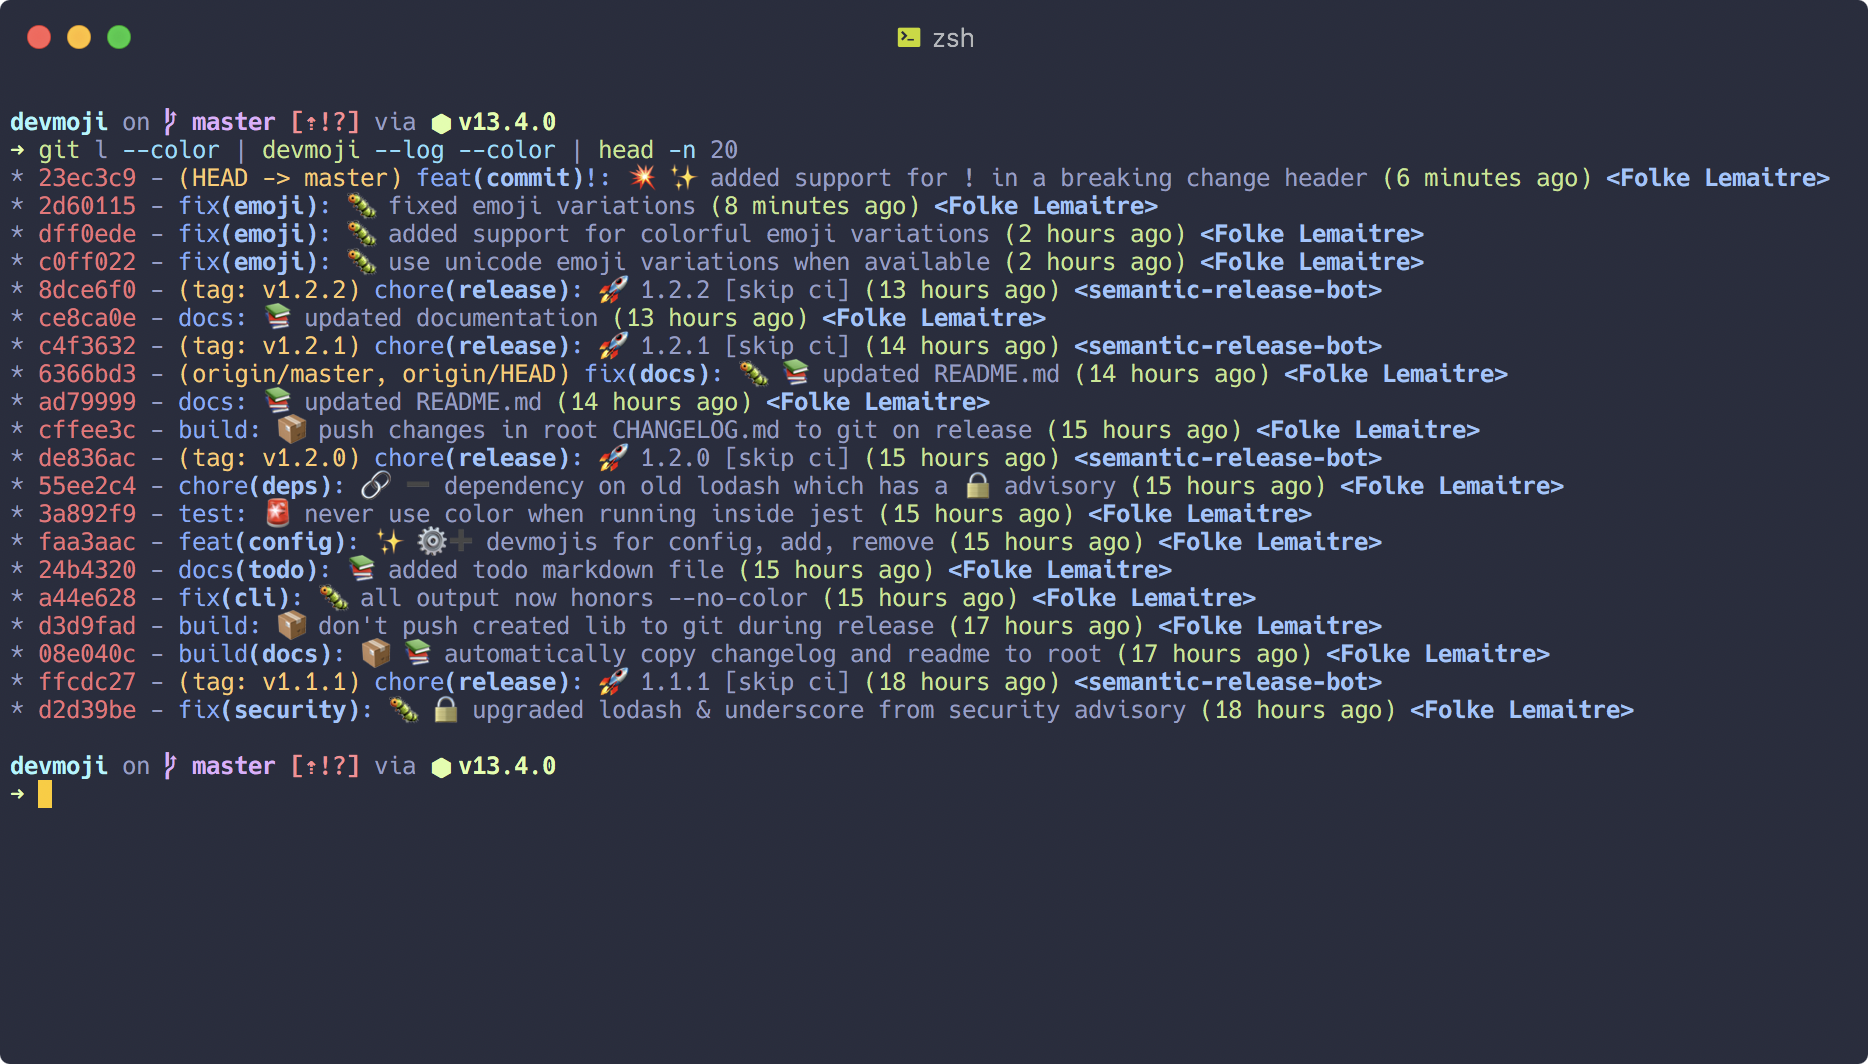 zsh
devmoji on master [⇡!?] via ⬢ v13.4.0
➜ git l --color | devmoji --log --color | head -n 20
* 23ec3c9 - (HEAD -> master) feat(commit)!: 💥 ✨ added support for ! in a breaking change header (6 minutes ago) <Folke Lemaitre>
* 2d60115 - fix(emoji): 🐛 fixed emoji variations (8 minutes ago) <Folke Lemaitre>
* dff0ede - fix(emoji): 🐛 added support for colorful emoji variations (2 hours ago) <Folke Lemaitre>
* c0ff022 - fix(emoji): 🐛 use unicode emoji variations when available (2 hours ago) <Folke Lemaitre>
* 8dce6f0 - (tag: v1.2.2) chore(release): 🚀 1.2.2 [skip ci] (13 hours ago) <semantic-release-bot>
* ce8ca0e - docs: 📚 updated documentation (13 hours ago) <Folke Lemaitre>
* c4f3632 - (tag: v1.2.1) chore(release): 🚀 1.2.1 [skip ci] (14 hours ago) <semantic-release-bot>
* 6366bd3 - (origin/master, origin/HEAD) fix(docs): 🐛 📚 updated README.md (14 hours ago) <Folke Lemaitre>
* ad79999 - docs: 📚 updated README.md (14 hours ago) <Folke Lemaitre>
* cffee3c - build: 📦 push changes in root CHANGELOG.md to git on release (15 hours ago) <Folke Lemaitre>
* de836ac - (tag: v1.2.0) chore(release): 🚀 1.2.0 [skip ci] (15 hours ago) <semantic-release-bot>
* 55ee2c4 - chore(deps): 🔗 ➖ dependency on old lodash which has a 🔒 advisory (15 hours ago) <Folke Lemaitre>
* 3a892f9 - test: 🚨 never use color when running inside jest (15 hours ago) <Folke Lemaitre>
* faa3aac - feat(config): ✨ ⚙️➕ devmojis for config, add, remove (15 hours ago) <Folke Lemaitre>
* 24b4320 - docs(todo): 📚 added todo markdown file (15 hours ago) <Folke Lemaitre>
* a44e628 - fix(cli): 🐛 all output now honors --no-color (15 hours ago) <Folke Lemaitre>
* d3d9fad - build: 📦 don't push created lib to git during release (17 hours ago) <Folke Lemaitre>
* 08e040c - build(docs): 📦 📚 automatically copy changelog and readme to root (17 hours ago) <Folke Lemaitre>
* ffcdc27 - (tag: v1.1.1) chore(release): 🚀 1.1.1 [skip ci] (18 hours ago) <semantic-release-bot>
* d2d39be - fix(security): 🐛 🔒 upgraded lodash & underscore from security advisory (18 hours ago) <Folke Lemaitre>
devmoji on master [⇡!?] via ⬢ v13.4.0
➜